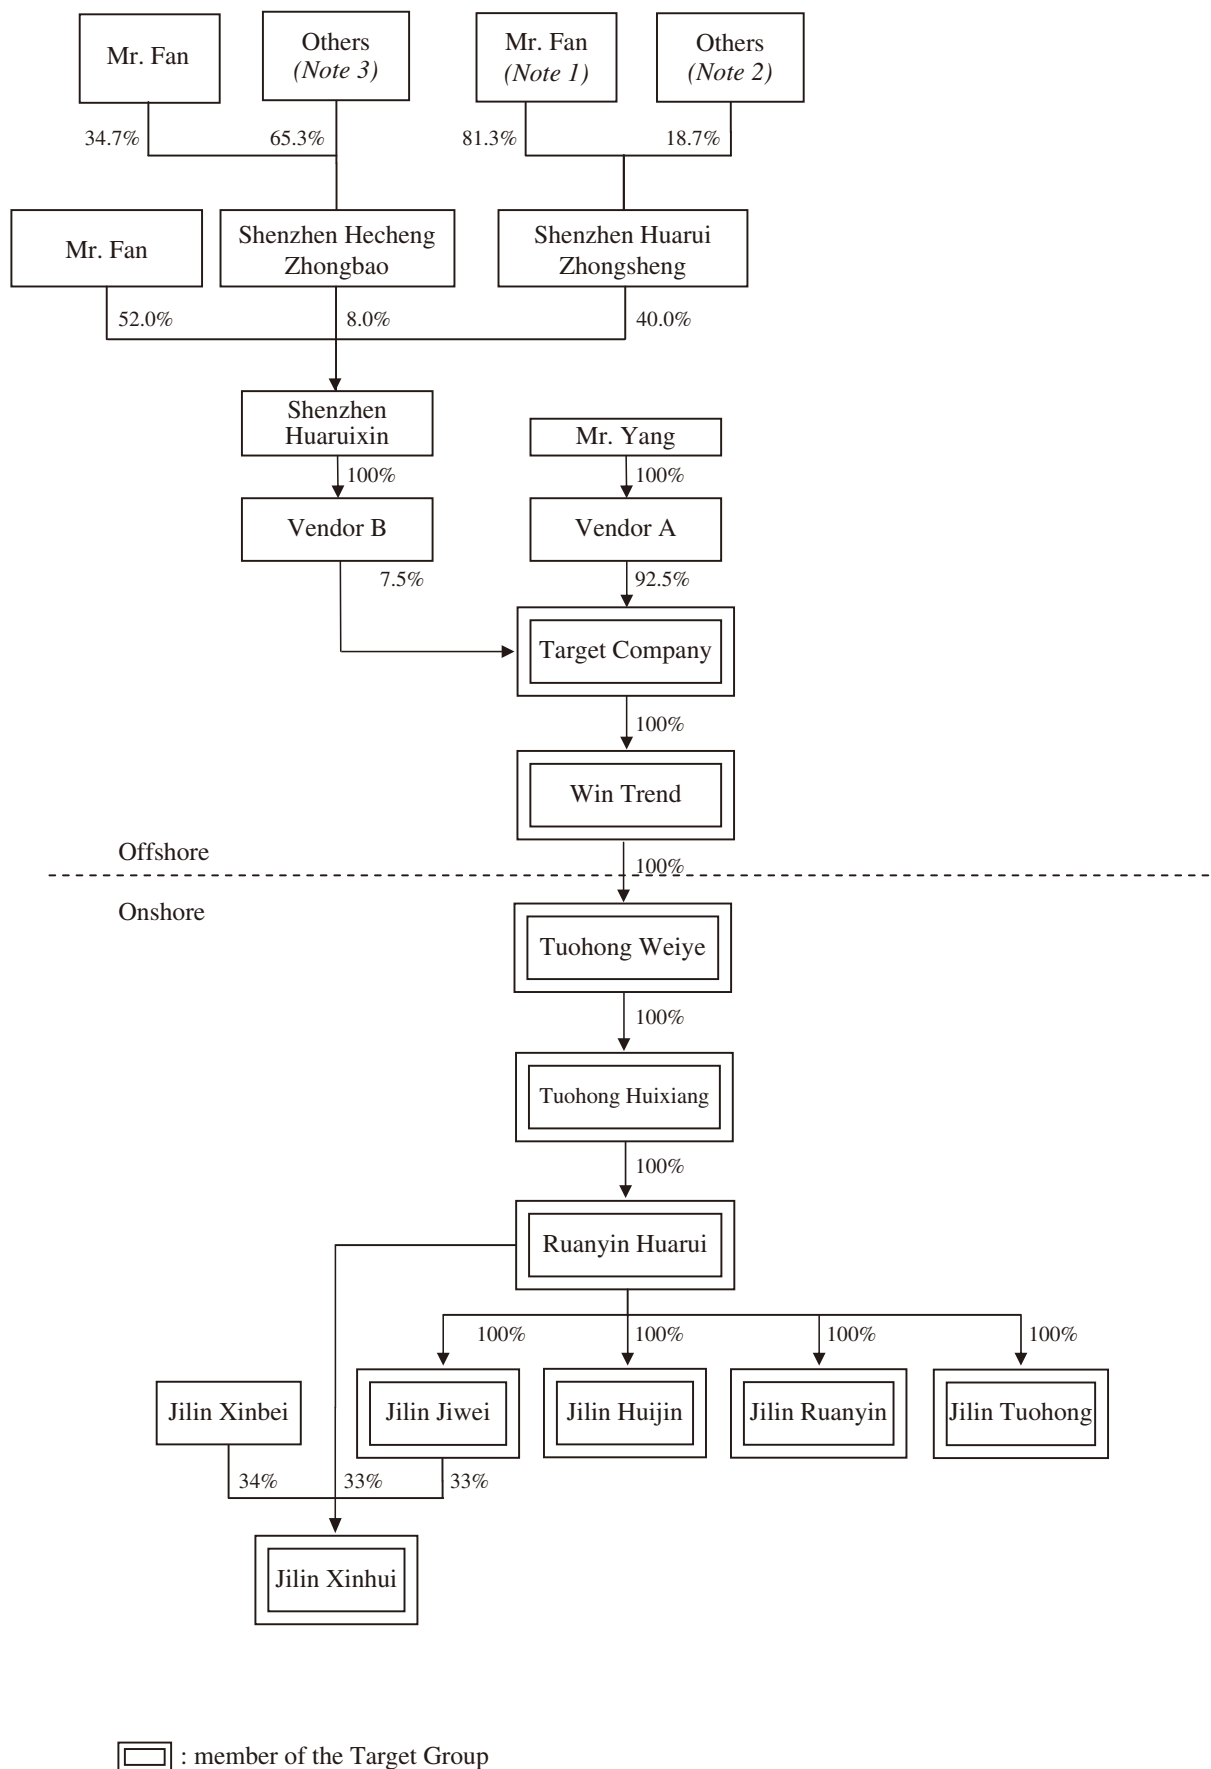 Mr. Fan
Others
(Note 3)
Mr. Fan
(Note 1)
Others
(Note 2)
34.7%
65.3%
81.3%
18.7%
Mr. Fan
Shenzhen Hecheng
Zhongbao
Shenzhen Huarui
Zhongsheng
52.0%
8.0%
40.0%
Shenzhen
Huaruixin
Mr. Yang
100%
100%
Vendor B
Vendor A
7.5%
92.5%
Target Company
100%
Win Trend
Offshore
100%
Onshore
Tuohong Weiye
100%
Tuohong Huixiang
100%
Ruanyin Huarui
100%
100%
100%
100%
Jilin Xinbei
Jilin Jiwei
Jilin Huijin
Jilin Ruanyin
Jilin Tuohong
34%
33%
33%
Jilin Xinhui
: member of the Target Group